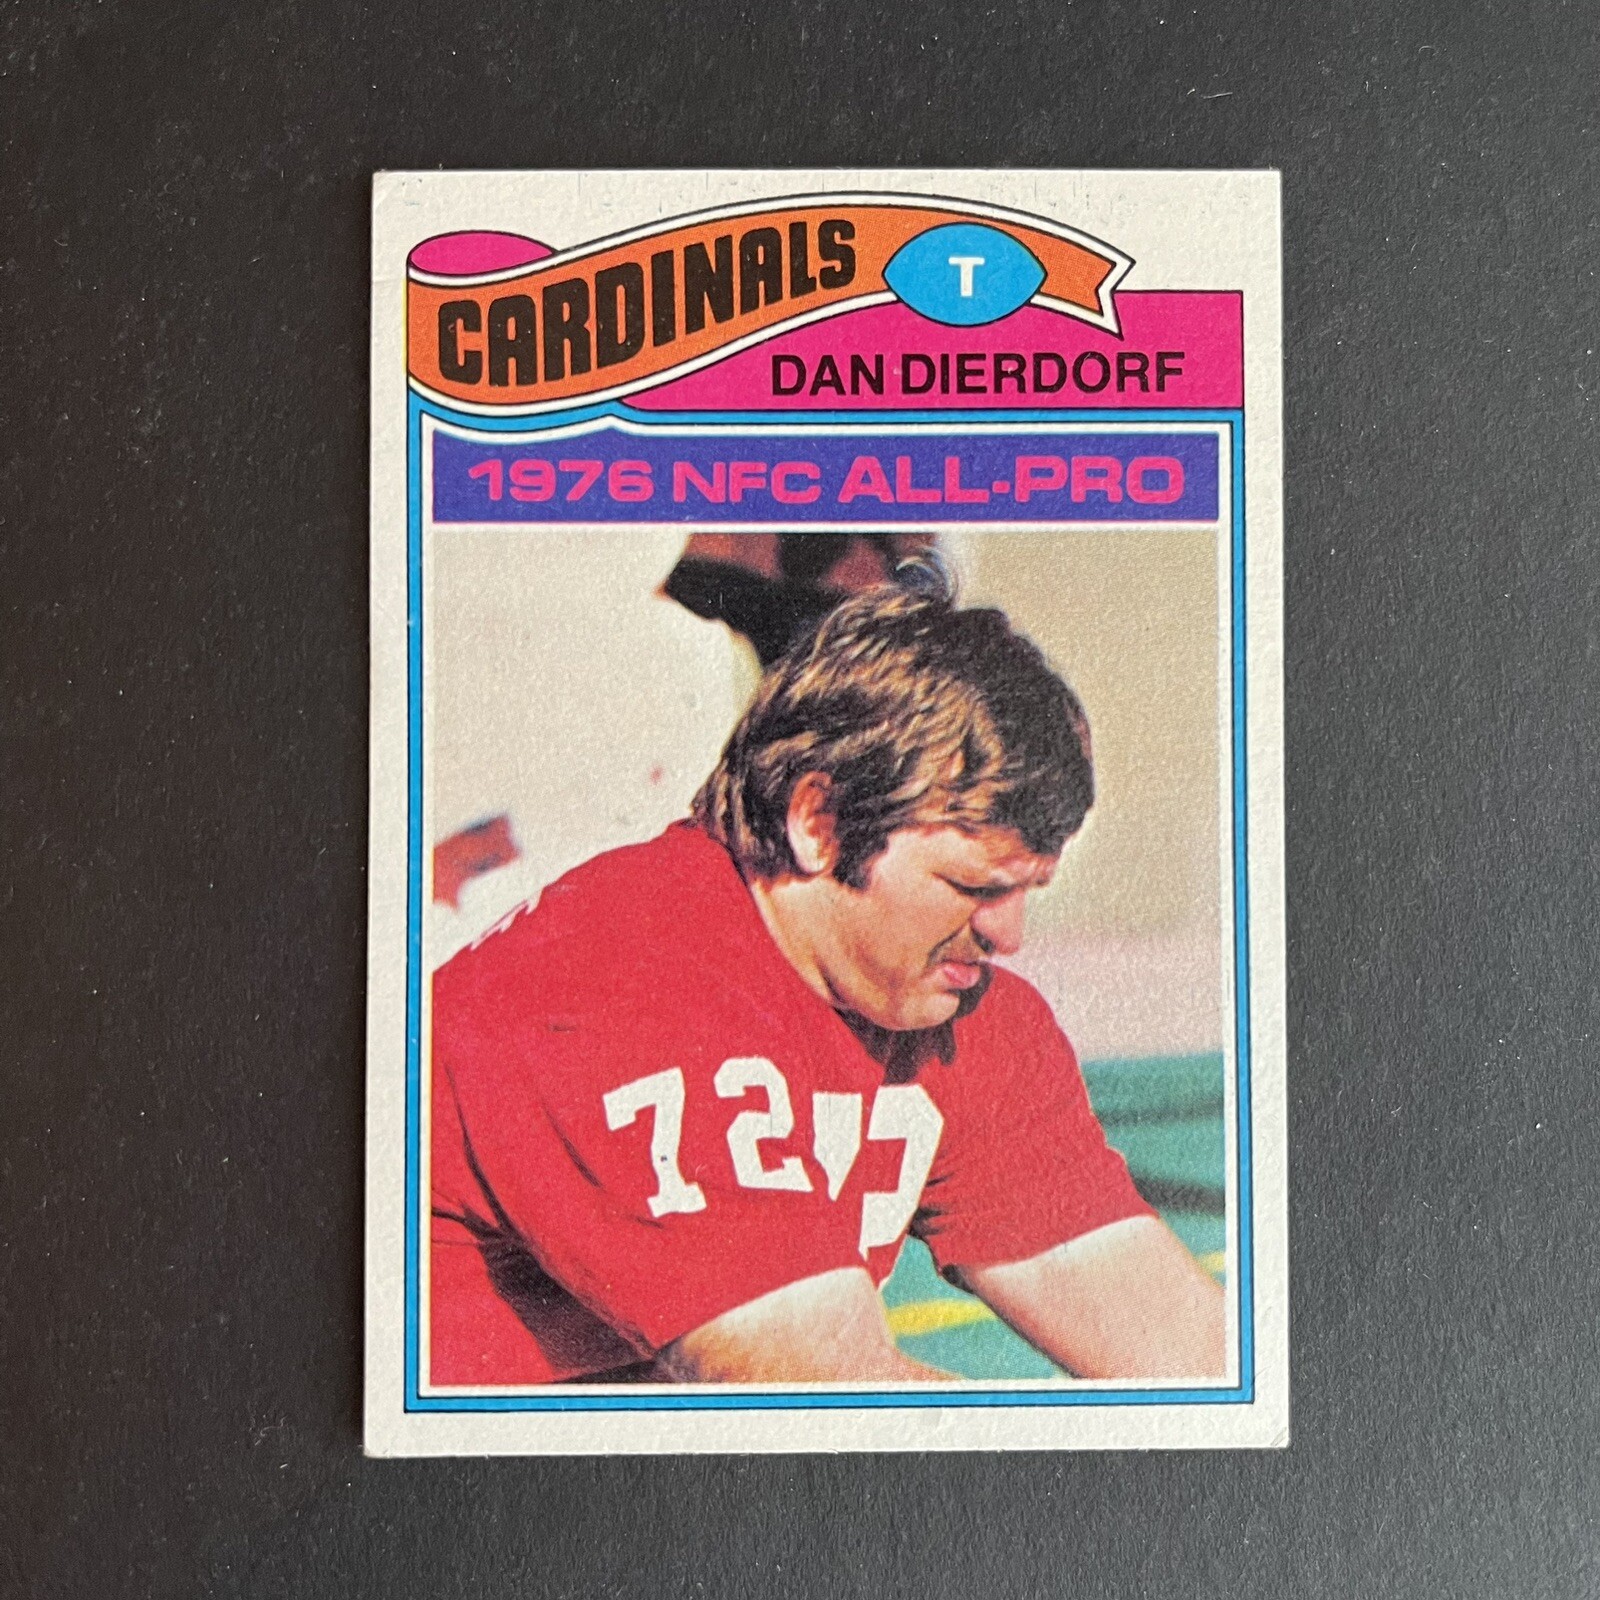 CARDINALS
T
DAN DIERDORF
1976 NFC ALL-PRO
72